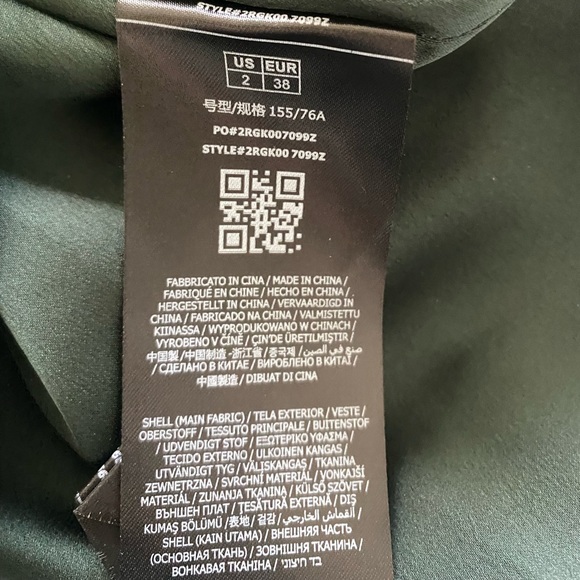 STYLE#2RGK00 7099Z
US EUR
2 38
号型/规格 155/76A
PO#2RGK007099Z
STYLE#2RGK00 7099Z
FABBRICATO IN CINA / MADE IN CHINA /
FABRIQUÉ EN CHINE / HECHO EN CHINA /
HERGESTELLT IN CHINA / VERVAARDIGD IN
CHINA / FABRICADO NA CHINA / VALMISTETTU
KIINASSA / WYPRODUKOWANO W CHINACH /
VYROBENO V ČÍNĚ / ÇIN'DE ÜRETILMIŞTIR /
中国製 / 中国制造 -浙江省 / 중국제 / صنع في الصين
/ СДЕЛАНО В КИТАЕ / ВИРОБЛЕНО В КИТАЇ /
中國製造 / DIBUAT DI CINA
SHELL (MAIN FABRIC) / TELA EXTERIOR / VESTE /
OBERSTOFF / TESSUTO PRINCIPALE / BUITENSTOF
/ UDVENDIGT STOF / ΕΞΩΤΕΡΙΚΟ ΥΦΑΣΜΑ /
TECIDO EXTERNO / ULKOINEN KANGAS /
UTVÄNDIGT TYG / VÄLISKANGAS / TKANINA
ZEWNĘTRZNA / SVRCHNÍ MATERIÁL / VONKAJŠÍ
MATERIÁL / ZUNANJA TKANINA / KÜLSŐ SZÖVET /
ВЪНШЕН ПЛАТ / ȚESĂTURĂ EXTERNĂ / DIŞ
KUMAŞ BÖLÜMÜ / 表地 / 겉감 / القماش الخارجي /
SHELL (KAIN UTAMA) / ВНЕШНЯЯ ЧАСТЬ
(ОСНОВНАЯ ТКАНЬ) / ЗОВНІШНЯ ТКАНИНА /
ВОНКАВАЯ ТКАНІНА / בד חיצוני